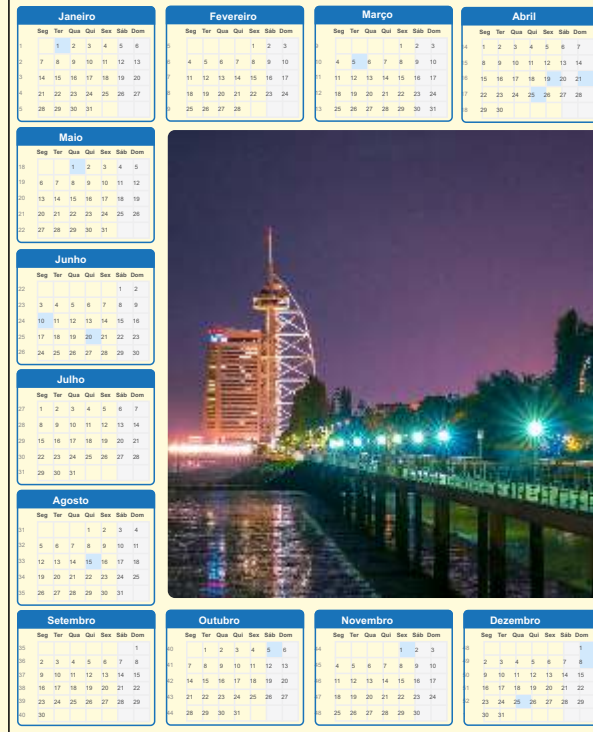 Janeiro
Seg Ter Qua Qui Sex Sáb Dom
1 1 2 3 4 5 6
2 7 8 9 10 11 12 13
3 14 15 16 17 18 19 20
4 21 22 23 24 25 26 27
5 28 29 30 31
Fevereiro
Seg Ter Qua Qui Sex Sáb Dom
5 1 2 3
6 4 5 6 7 8 9 10
7 11 12 13 14 15 16 17
8 18 19 20 21 22 23 24
9 25 26 27 28
Março
Seg Ter Qua Qui Sex Sáb Dom
9 1 2 3
10 4 5 6 7 8 9 10
11 11 12 13 14 15 16 17
12 18 19 20 21 22 23 24
13 25 26 27 28 29 30 31
Abril
Seg Ter Qua Qui Sex Sáb Dom
14 1 2 3 4 5 6 7
15 8 9 10 11 12 13 14
16 15 16 17 18 19 20 21
17 22 23 24 25 26 27 28
18 29 30
Maio
Seg Ter Qua Qui Sex Sáb Dom
18 1 2 3 4 5
19 6 7 8 9 10 11 12
20 13 14 15 16 17 18 19
21 20 21 22 23 24 25 26
22 27 28 29 30 31
Junho
Seg Ter Qua Qui Sex Sáb Dom
22 1 2
23 3 4 5 6 7 8 9
24 10 11 12 13 14 15 16
25 17 18 19 20 21 22 23
26 24 25 26 27 28 29 30
Julho
Seg Ter Qua Qui Sex Sáb Dom
27 1 2 3 4 5 6 7
28 8 9 10 11 12 13 14
29 15 16 17 18 19 20 21
30 22 23 24 25 26 27 28
31 29 30 31
Agosto
Seg Ter Qua Qui Sex Sáb Dom
31 1 2 3 4
32 5 6 7 8 9 10 11
33 12 13 14 15 16 17 18
34 19 20 21 22 23 24 25
35 26 27 28 29 30 31
Setembro
Seg Ter Qua Qui Sex Sáb Dom
35 1
36 2 3 4 5 6 7 8
37 9 10 11 12 13 14 15
38 16 17 18 19 20 21 22
39 23 24 25 26 27 28 29
40 30
Outubro
Seg Ter Qua Qui Sex Sáb Dom
40 1 2 3 4 5 6
41 7 8 9 10 11 12 13
42 14 15 16 17 18 19 20
43 21 22 23 24 25 26 27
44 28 29 30 31
Novembro
Seg Ter Qua Qui Sex Sáb Dom
44 1 2 3
45 4 5 6 7 8 9 10
46 11 12 13 14 15 16 17
47 18 19 20 21 22 23 24
48 25 26 27 28 29 30
Dezembro
Seg Ter Qua Qui Sex Sáb Dom
48 1
49 2 3 4 5 6 7 8
50 9 10 11 12 13 14 15
51 16 17 18 19 20 21 22
52 23 24 25 26 27 28 29
30 31